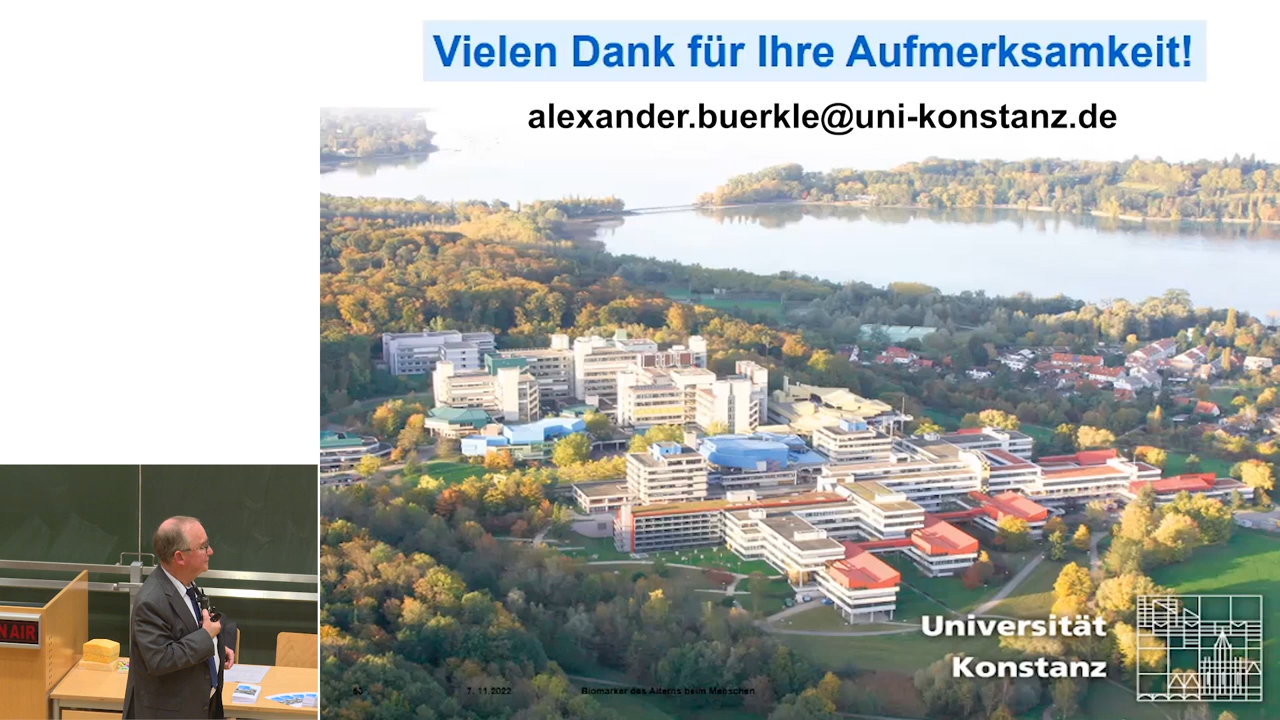 Vielen Dank für Ihre Aufmerksamkeit!
alexander.buerkle@uni-konstanz.de
N AIR
Universität
Konstanz
63 7. 11.2022 Biomarker des Alterns beim Menschen